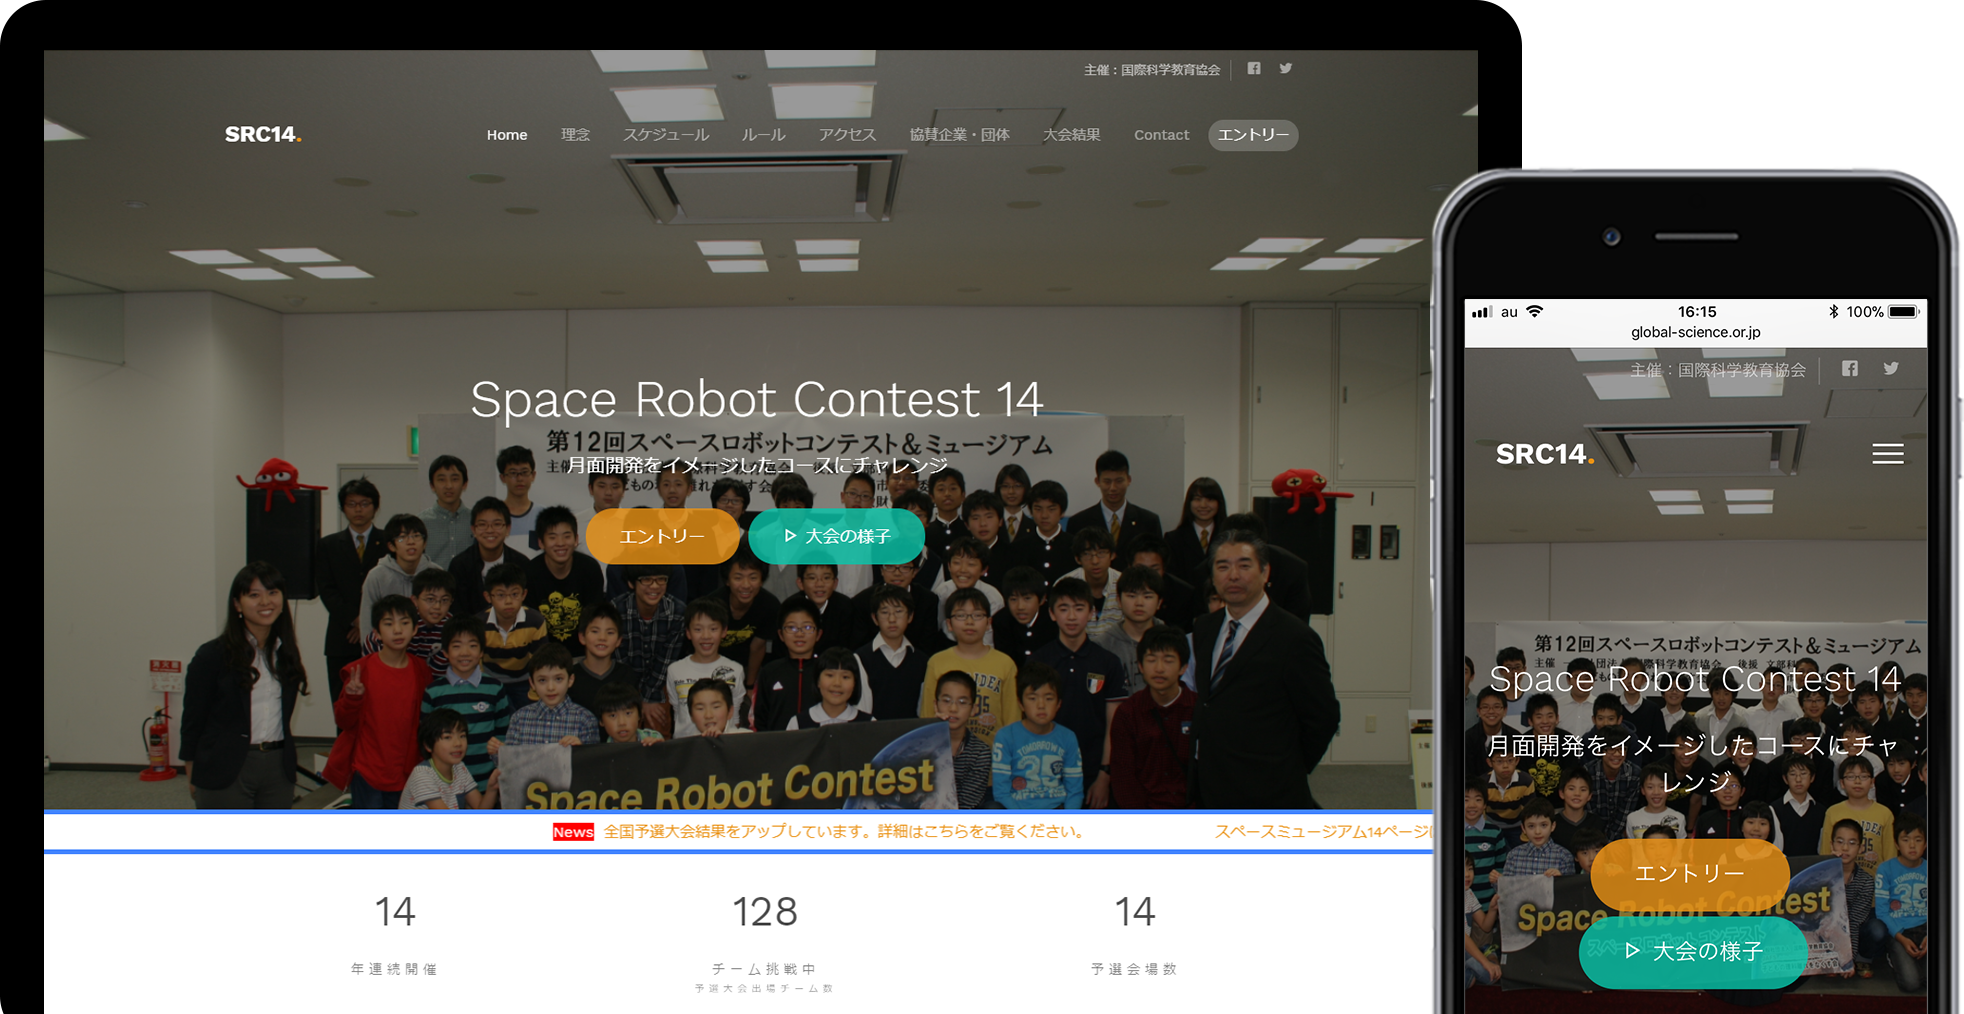 主催：国際科学教育協会
SRC14.
Home 理念 スケジュール ルール アクセス 協賛企業・団体 大会結果 Contact エントリー
Space Robot Contest 14
第12回スペースロボットコンテスト＆ミュージアム
月面開発をイメージしたコースにチャレンジ
エントリー 大会の様子
Space Robot Contest
News 全国予選大会結果をアップしています。詳細はこちらをご覧ください。 スペースミュージアム14ページ
14 128 14
年連続開催 チーム挑戦中 予選会場数
予選大会出場チーム数
au 16:15 100%
global-science.or.jp
主催：国際科学教育協会
SRC14.
第12回スペースロボットコンテスト＆ミュージアム
Space Robot Contest 14
月面開発をイメージしたコースにチャ
レンジ
エントリー
Space Robot Contest
スペースロボットコンテスト
大会の様子